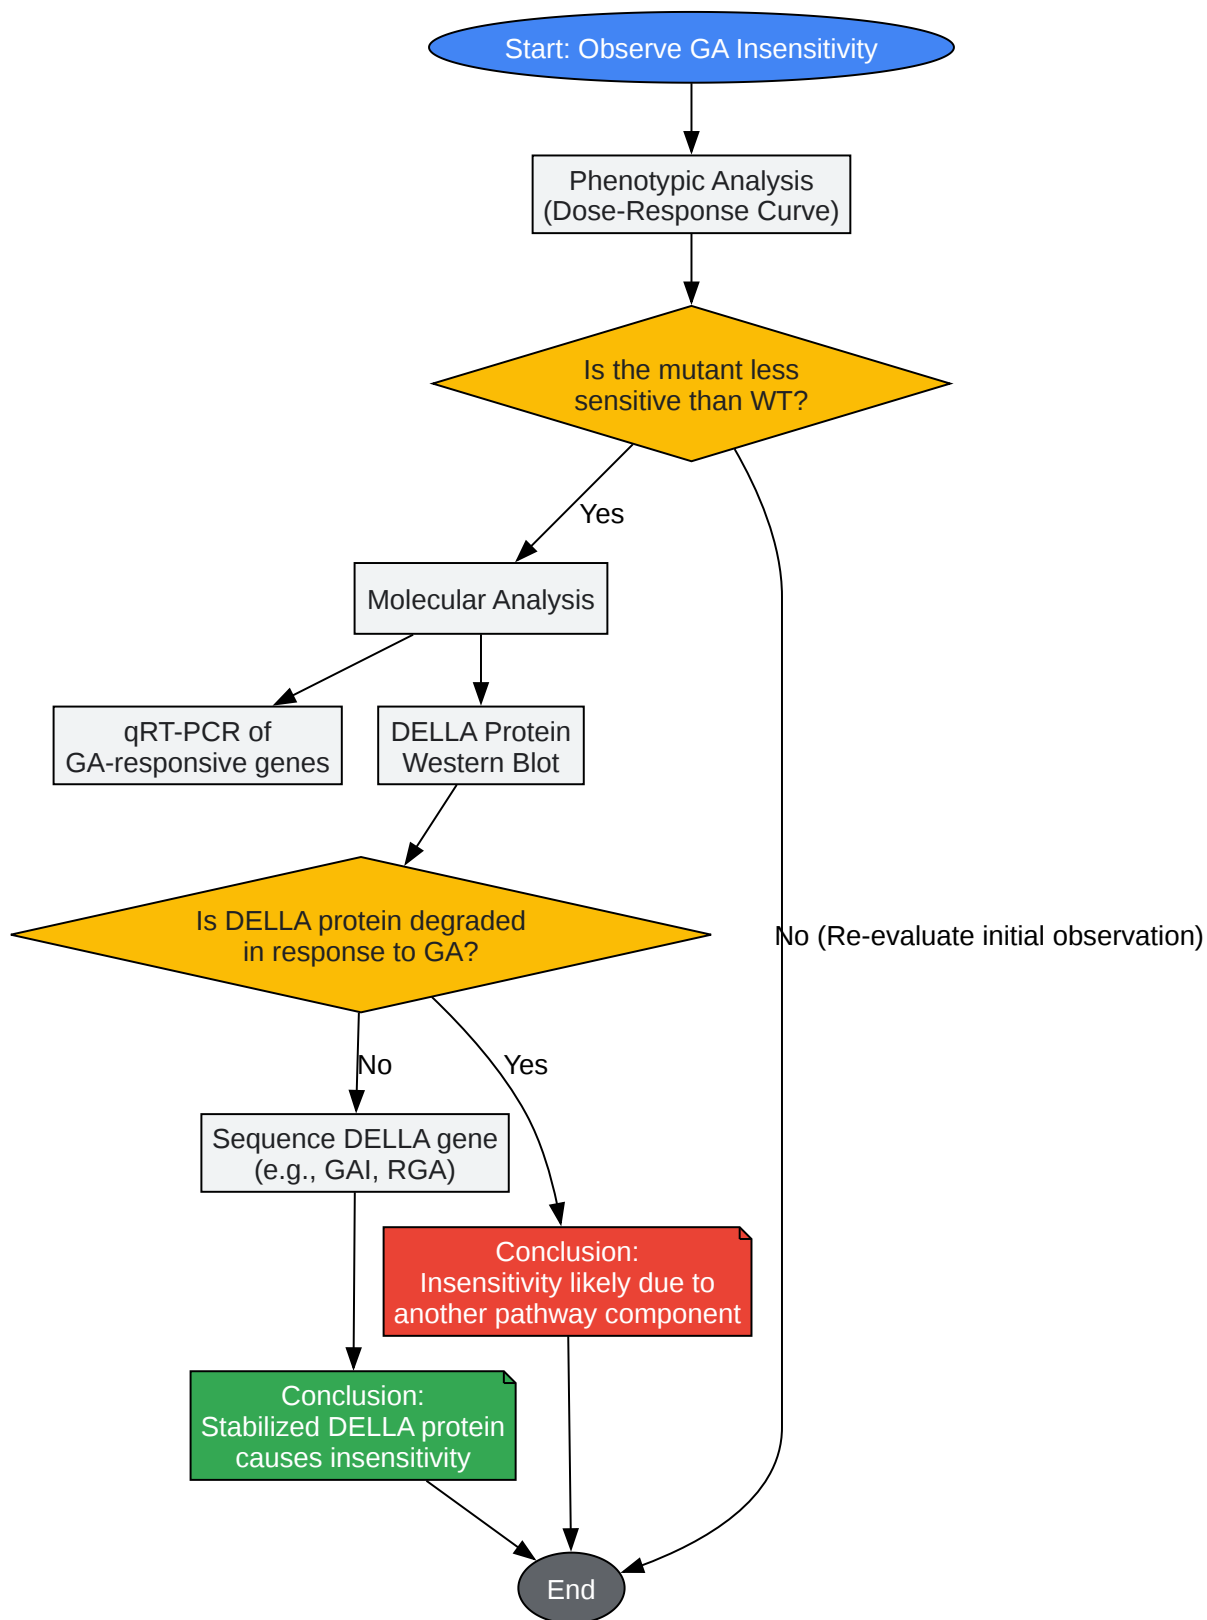 Start: Observe GA Insensitivity
Phenotypic Analysis
(Dose-Response Curve)
Is the mutant less
sensitive than WT?
Yes
Molecular Analysis
qRT-PCR of
GA-responsive genes
DELLA Protein
Western Blot
Is DELLA protein degraded
in response to GA?
No (Re-evaluate initial observation)
No
Yes
Sequence DELLA gene
(e.g., GAI, RGA)
Conclusion:
Insensitivity likely due to
another pathway component
Conclusion:
Stabilized DELLA protein
causes insensitivity
End